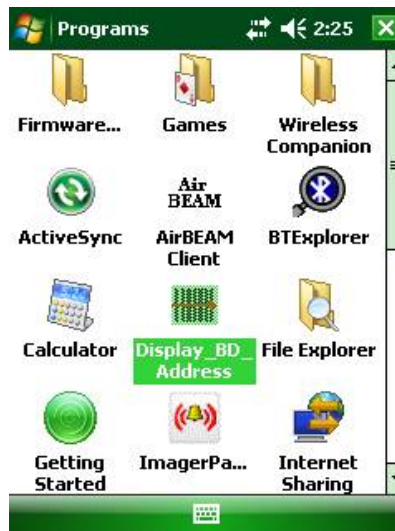 Programs 2:25
Firmware... Games Wireless
Companion
Air
BEAM
ActiveSync AirBEAM BTExplorer
Client
Calculator Display_BD_ File Explorer
Address
Getting ImagerPa... Internet
Started Sharing